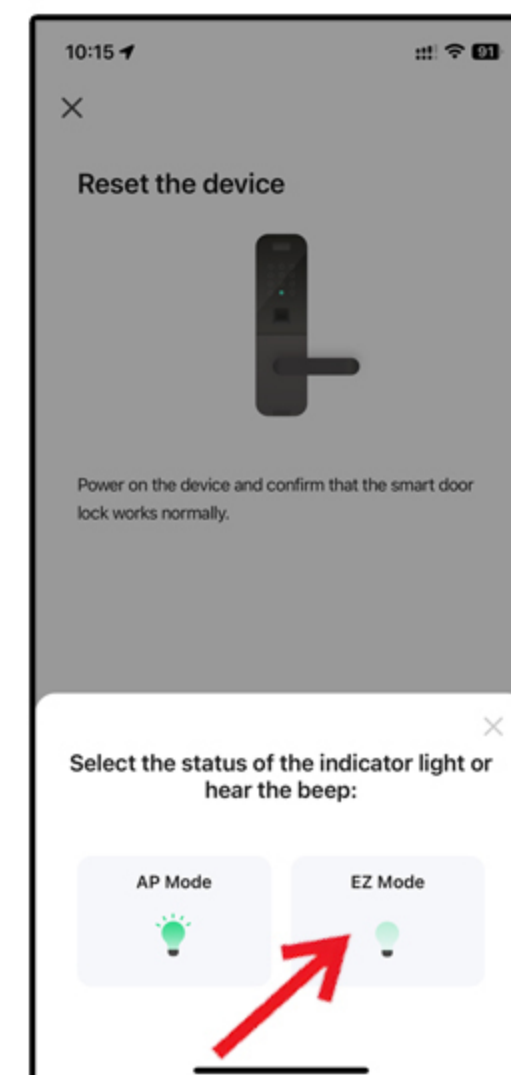 10:15
91
Reset the device
Power on the device and confirm that the smart door
lock works normally.
Select the status of the indicator light or
hear the beep:
AP Mode
EZ Mode